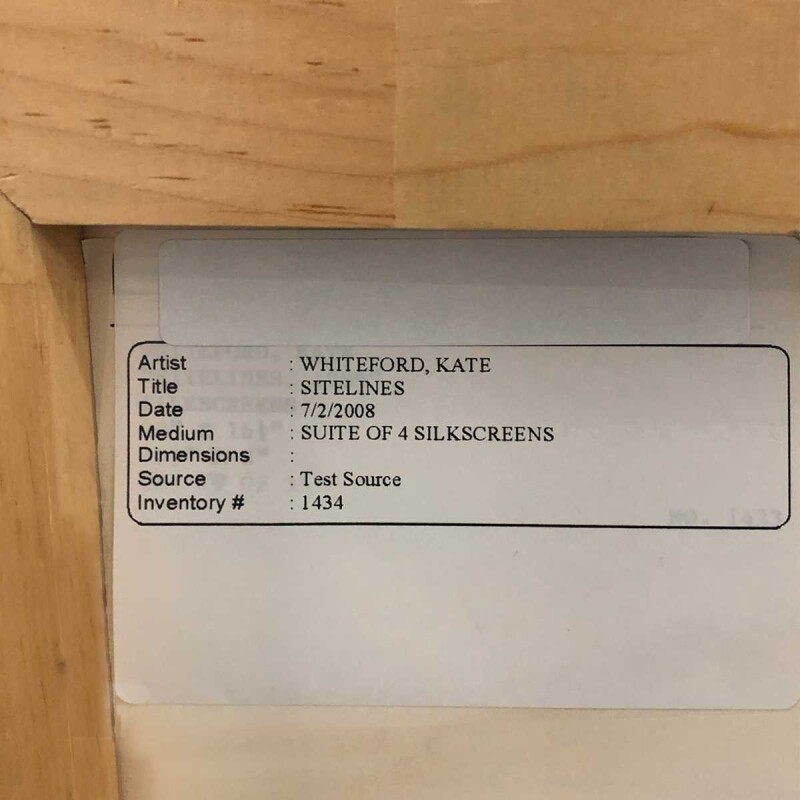 Artist : WHITEFORD, KATE
Title : SITELINES
Date : 7/2/2008
Medium : SUITE OF 4 SILKSCREENS
Dimensions :
Source : Test Source
Inventory # : 1434